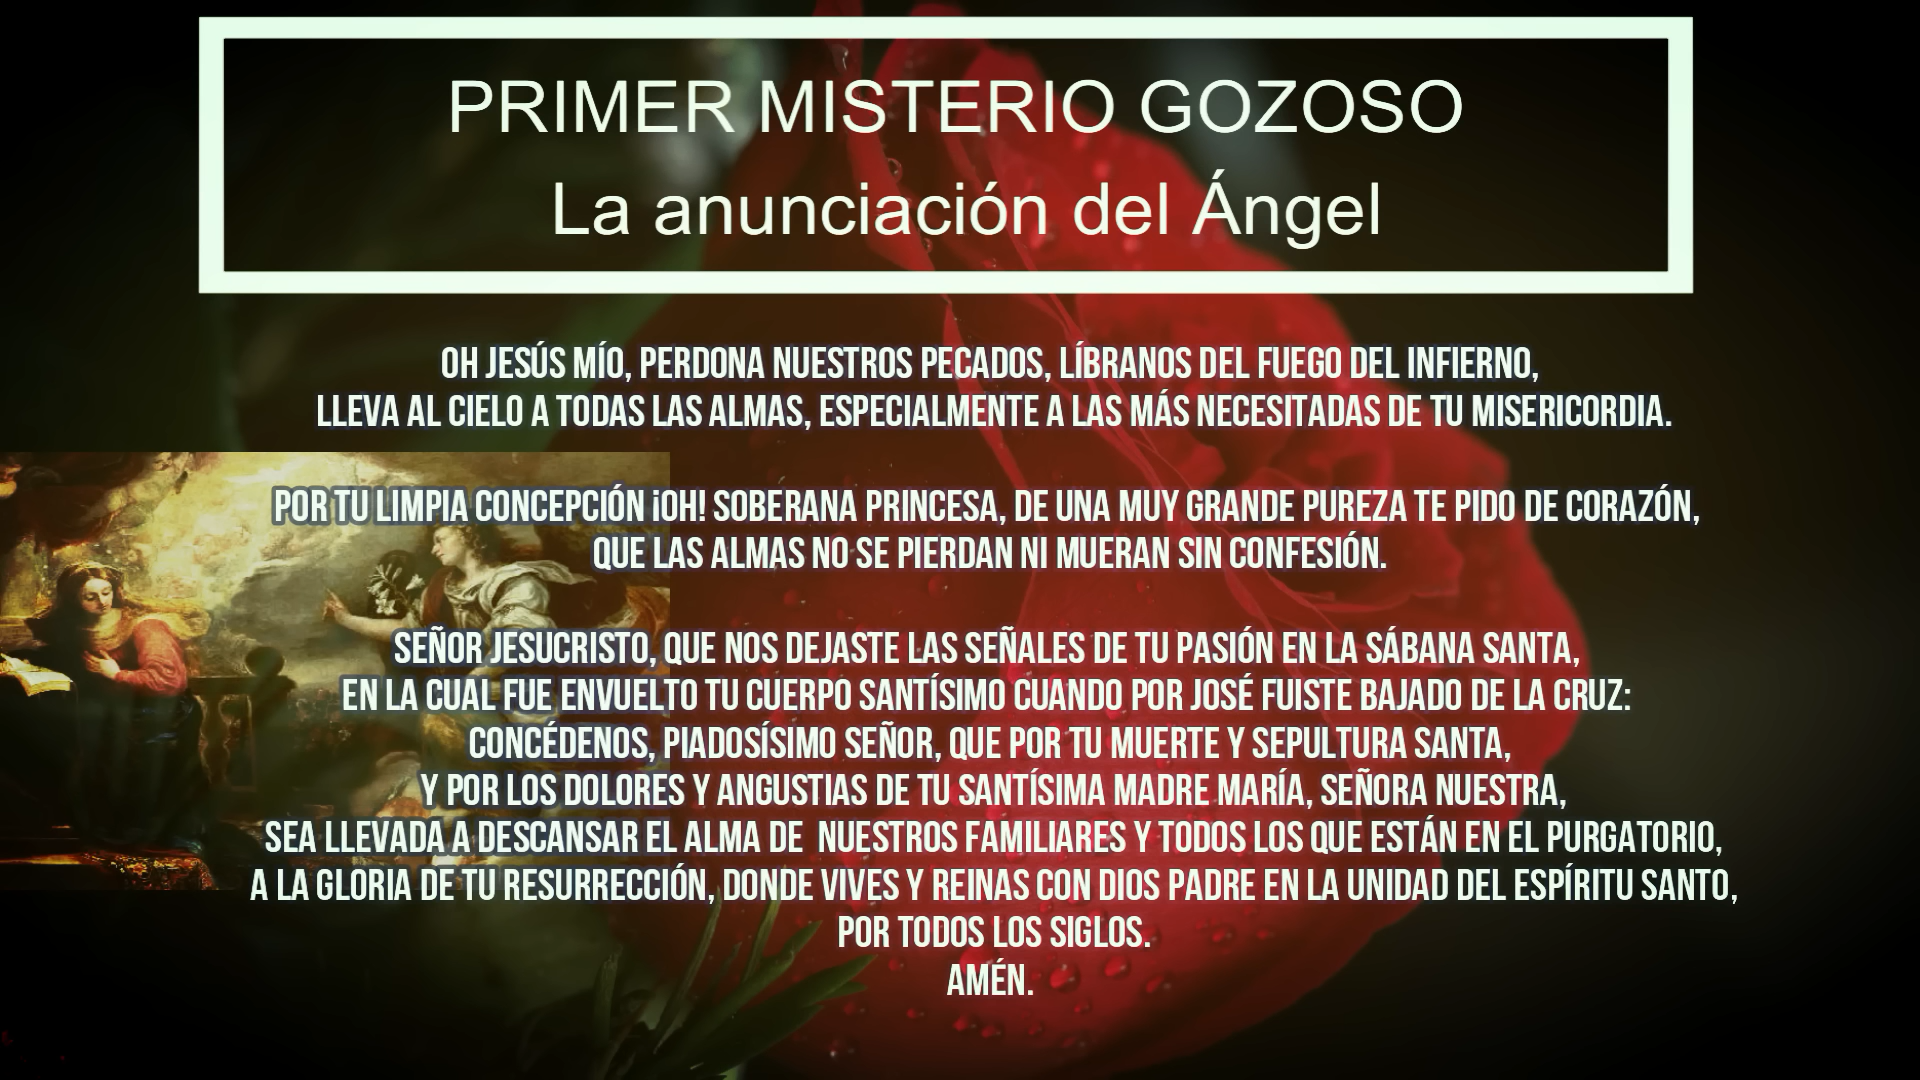 PRIMER MISTERIO GOZOSO
La anunciación del Ángel
OH JESÚS MÍO, PERDONA NUESTROS PECADOS, LÍBRANOS DEL FUEGO DEL INFIERNO,
LLEVA AL CIELO A TODAS LAS ALMAS, ESPECIALMENTE A LAS MÁS NECESITADAS DE TU MISERICORDIA.
POR TU LIMPIA CONCEPCIÓN ¡OH! SOBERANA PRINCESA, DE UNA MUY GRANDE PUREZA TE PIDO DE CORAZÓN,
QUE LAS ALMAS NO SE PIERDAN NI MUERAN SIN CONFESIÓN.
SEÑOR JESUCRISTO, QUE NOS DEJASTE LAS SEÑALES DE TU PASIÓN EN LA SÁBANA SANTA,
EN LA CUAL FUE ENVUELTO TU CUERPO SANTÍSIMO CUANDO POR JOSÉ FUISTE BAJADO DE LA CRUZ:
CONCÉDENOS, PIADOSÍSIMO SEÑOR, QUE POR TU MUERTE Y SEPULTURA SANTA,
Y POR LOS DOLORES Y ANGUSTIAS DE TU SANTÍSIMA MADRE MARÍA, SEÑORA NUESTRA,
SEA LLEVADA A DESCANSAR EL ALMA DE  NUESTROS FAMILIARES Y TODOS LOS QUE ESTÁN EN EL PURGATORIO,
A LA GLORIA DE TU RESURRECCIÓN, DONDE VIVES Y REINAS CON DIOS PADRE EN LA UNIDAD DEL ESPÍRITU SANTO,
POR TODOS LOS SIGLOS.
AMÉN.